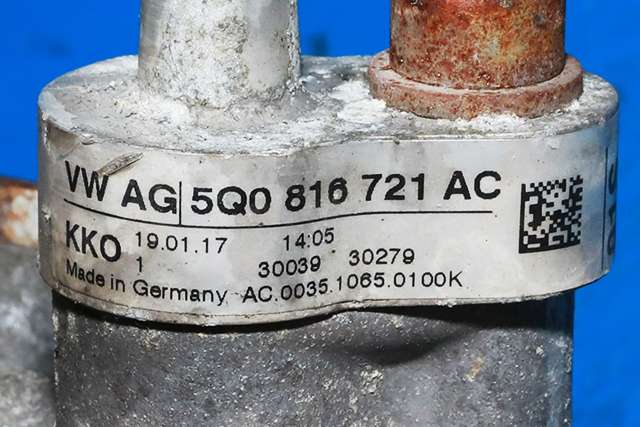 VW AG 5Q0 816 721 AC
KKO 19.01.17 14:05
1 30039 30279
Made in Germany AC.0035.1065.0100K